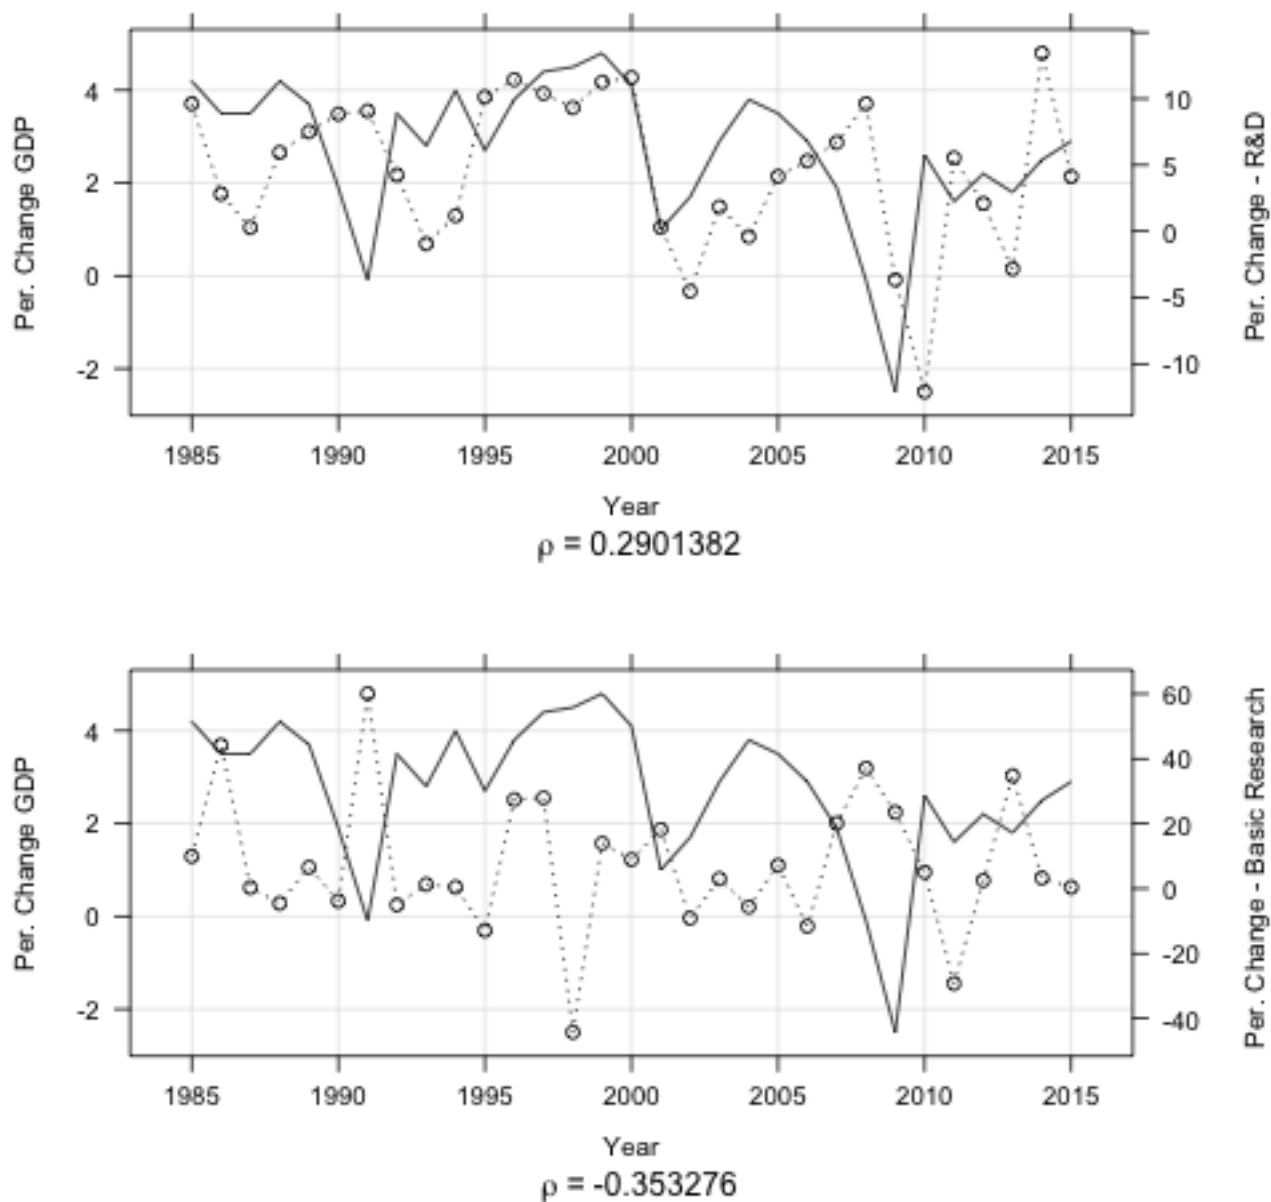 Per. Change GDP
4
2
0
-2
10
5
0
-5
-10
Per. Change - R&D
1985 1990 1995 2000 2005 2010 2015
Year
ρ = 0.2901382
Per. Change GDP
4
2
0
-2
60
40
20
0
-20
-40
Per. Change - Basic Research
1985 1990 1995 2000 2005 2010 2015
Year
ρ = -0.353276